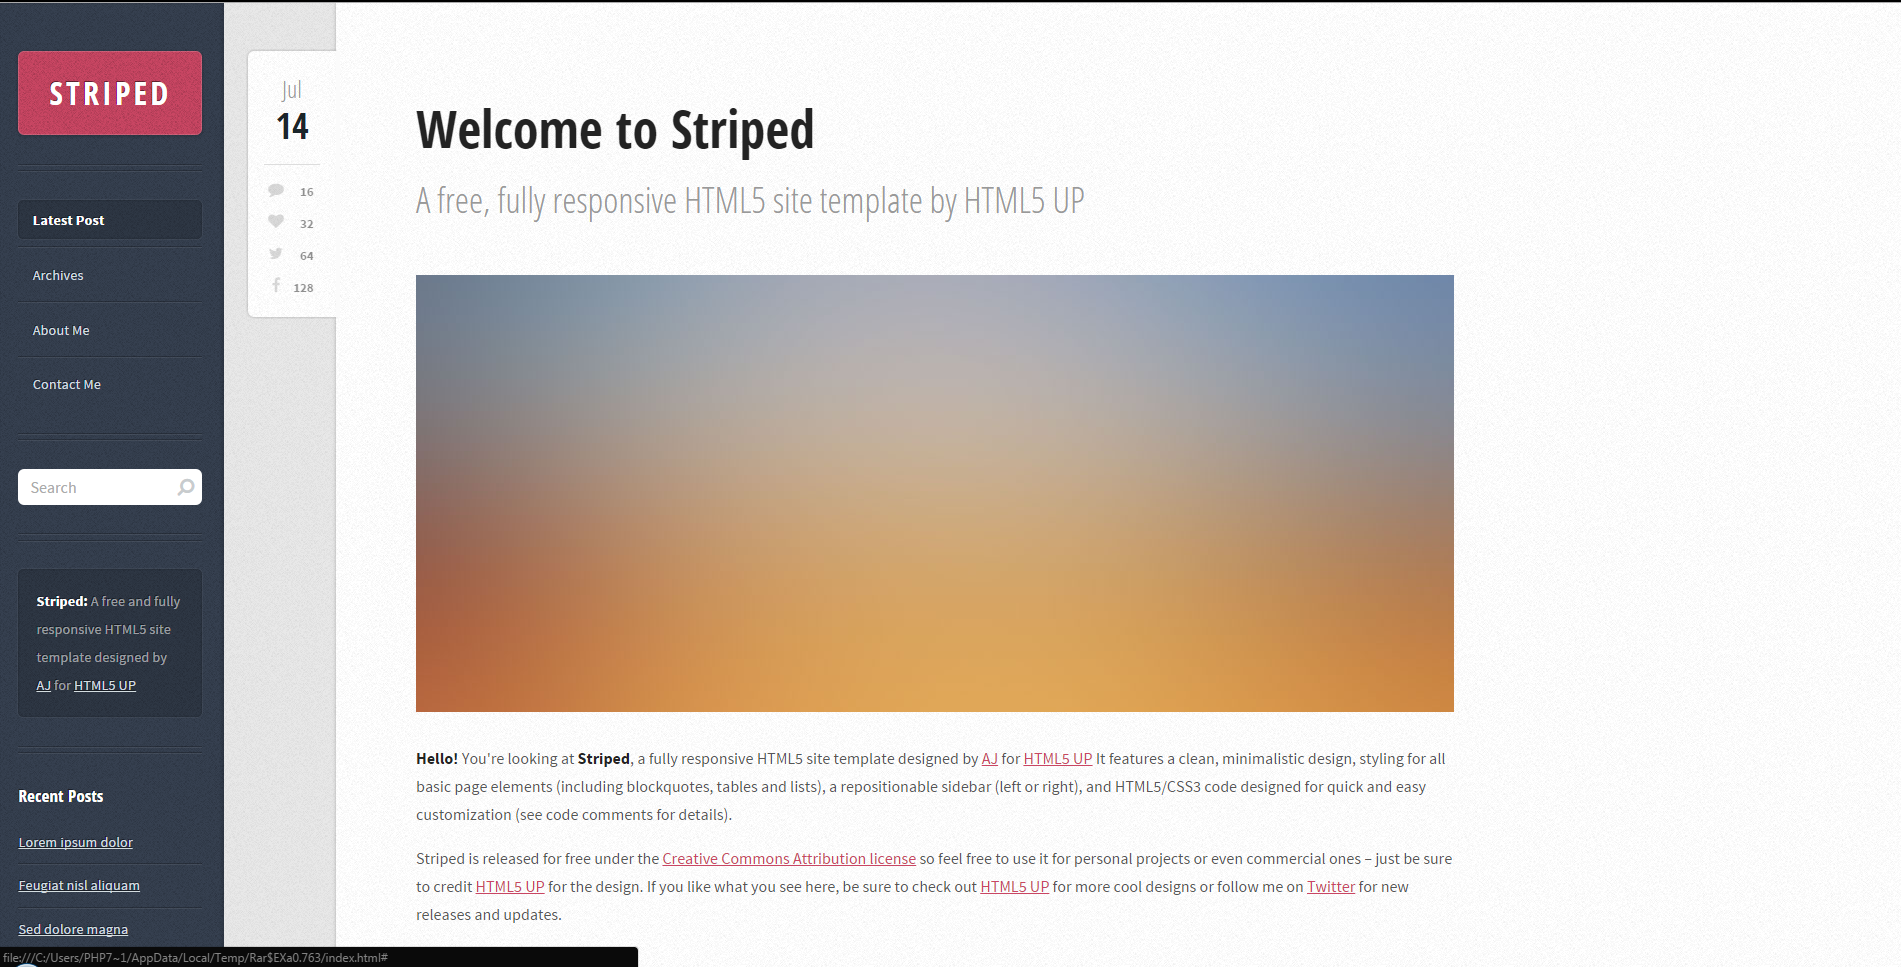 STRIPED
Latest Post
Archives
About Me
Contact Me
Search
Striped: A free and fully
responsive HTML5 site
template designed by
AJ for HTML5 UP
Recent Posts
Lorem ipsum dolor
Feugiat nisl aliquam
Sed dolore magna
Jul
14
16
32
64
128
Welcome to Striped
A free, fully responsive HTML5 site template by HTML5 UP
Hello! You're looking at Striped, a fully responsive HTML5 site template designed by AJ for HTML5 UP It features a clean, minimalistic design, styling for all
basic page elements (including blockquotes, tables and lists), a repositionable sidebar (left or right), and HTML5/CSS3 code designed for quick and easy
customization (see code comments for details).
Striped is released for free under the Creative Commons Attribution license so feel free to use it for personal projects or even commercial ones – just be sure
to credit HTML5 UP for the design. If you like what you see here, be sure to check out HTML5 UP for more cool designs or follow me on Twitter for new
releases and updates.
file:///C:/Users/PHP7~1/AppData/Local/Temp/Rar$EXa0.763/index.html#